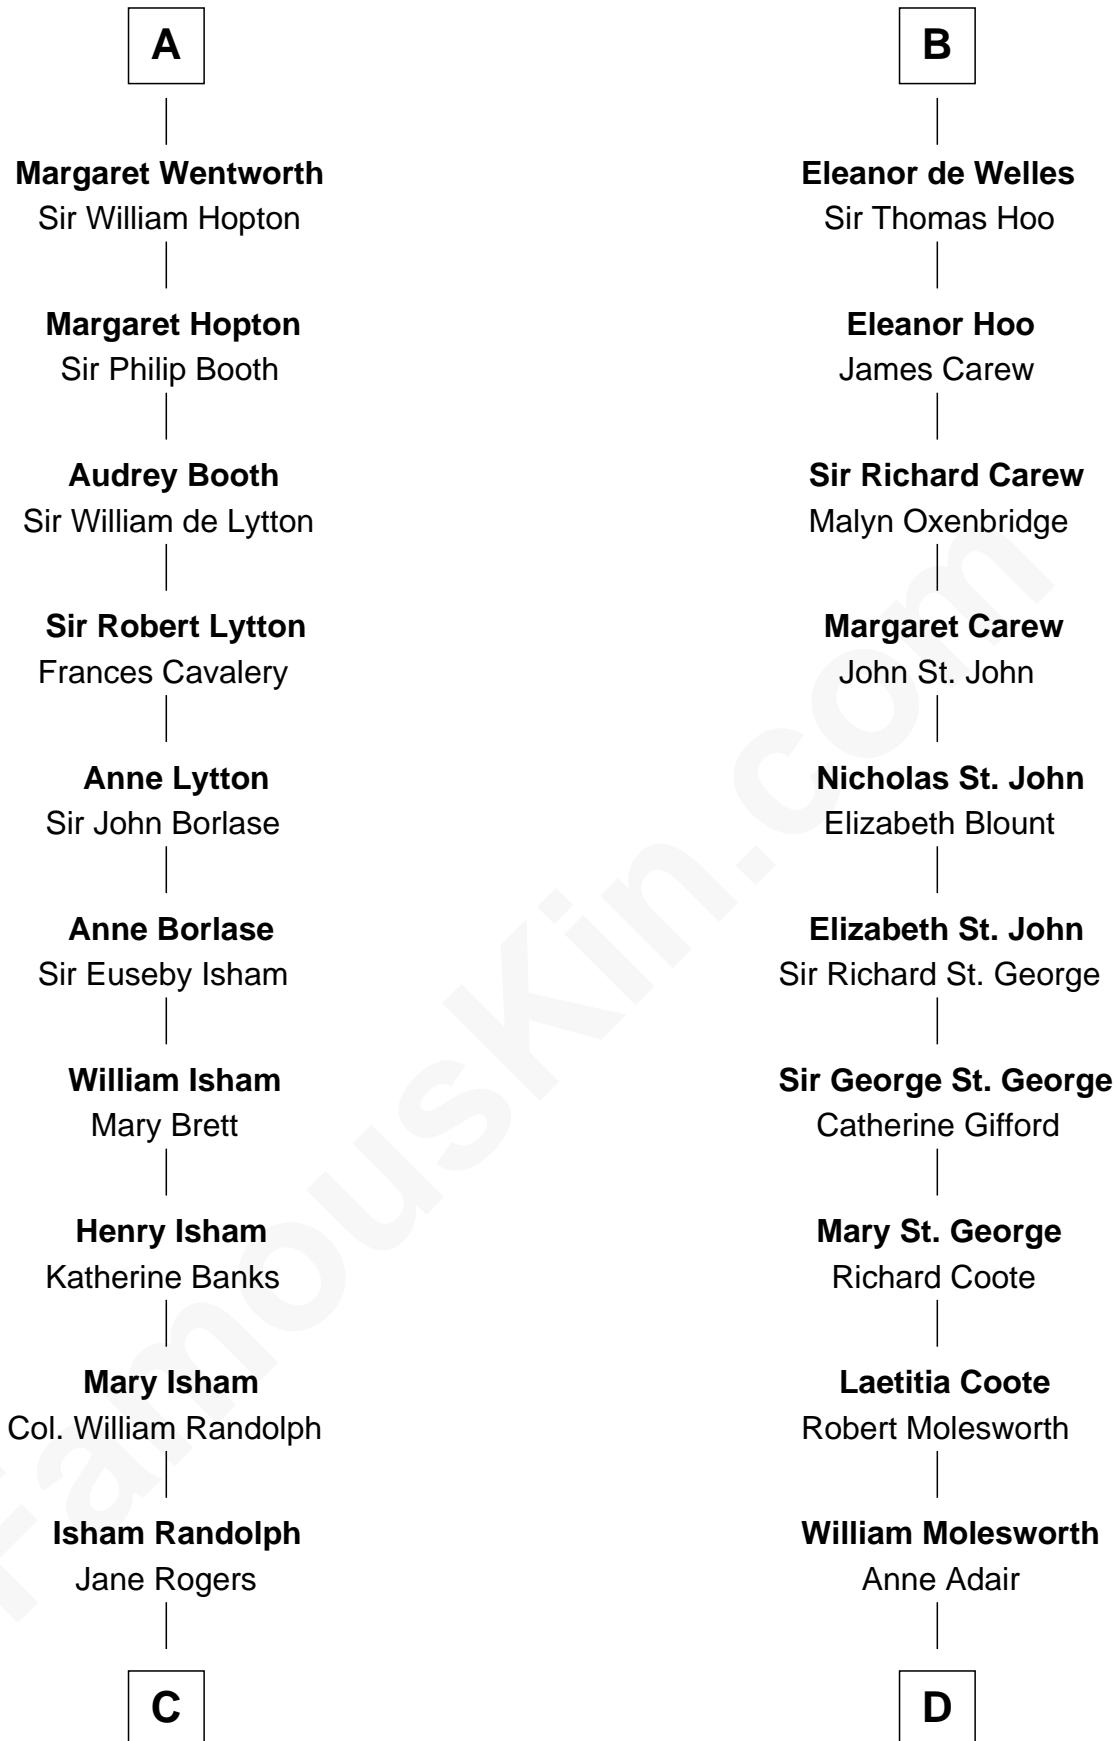 A
Margaret Wentworth
Sir William Hopton
Margaret Hopton
Sir Philip Booth
Audrey Booth
Sir William de Lytton
Sir Robert Lytton
Frances Cavalery
Anne Lytton
Sir John Borlase
Anne Borlase
Sir Euseby Isham
William Isham
Mary Brett
Henry Isham
Katherine Banks
Mary Isham
Col. William Randolph
Isham Randolph
Jane Rogers
C
B
Eleanor de Welles
Sir Thomas Hoo
Eleanor Hoo
James Carew
Sir Richard Carew
Malyn Oxenbridge
Margaret Carew
John St. John
Nicholas St. John
Elizabeth Blount
Elizabeth St. John
Sir Richard St. George
Sir George St. George
Catherine Gifford
Mary St. George
Richard Coote
Laetitia Coote
Robert Molesworth
William Molesworth
Anne Adair
D
FamousKin.com